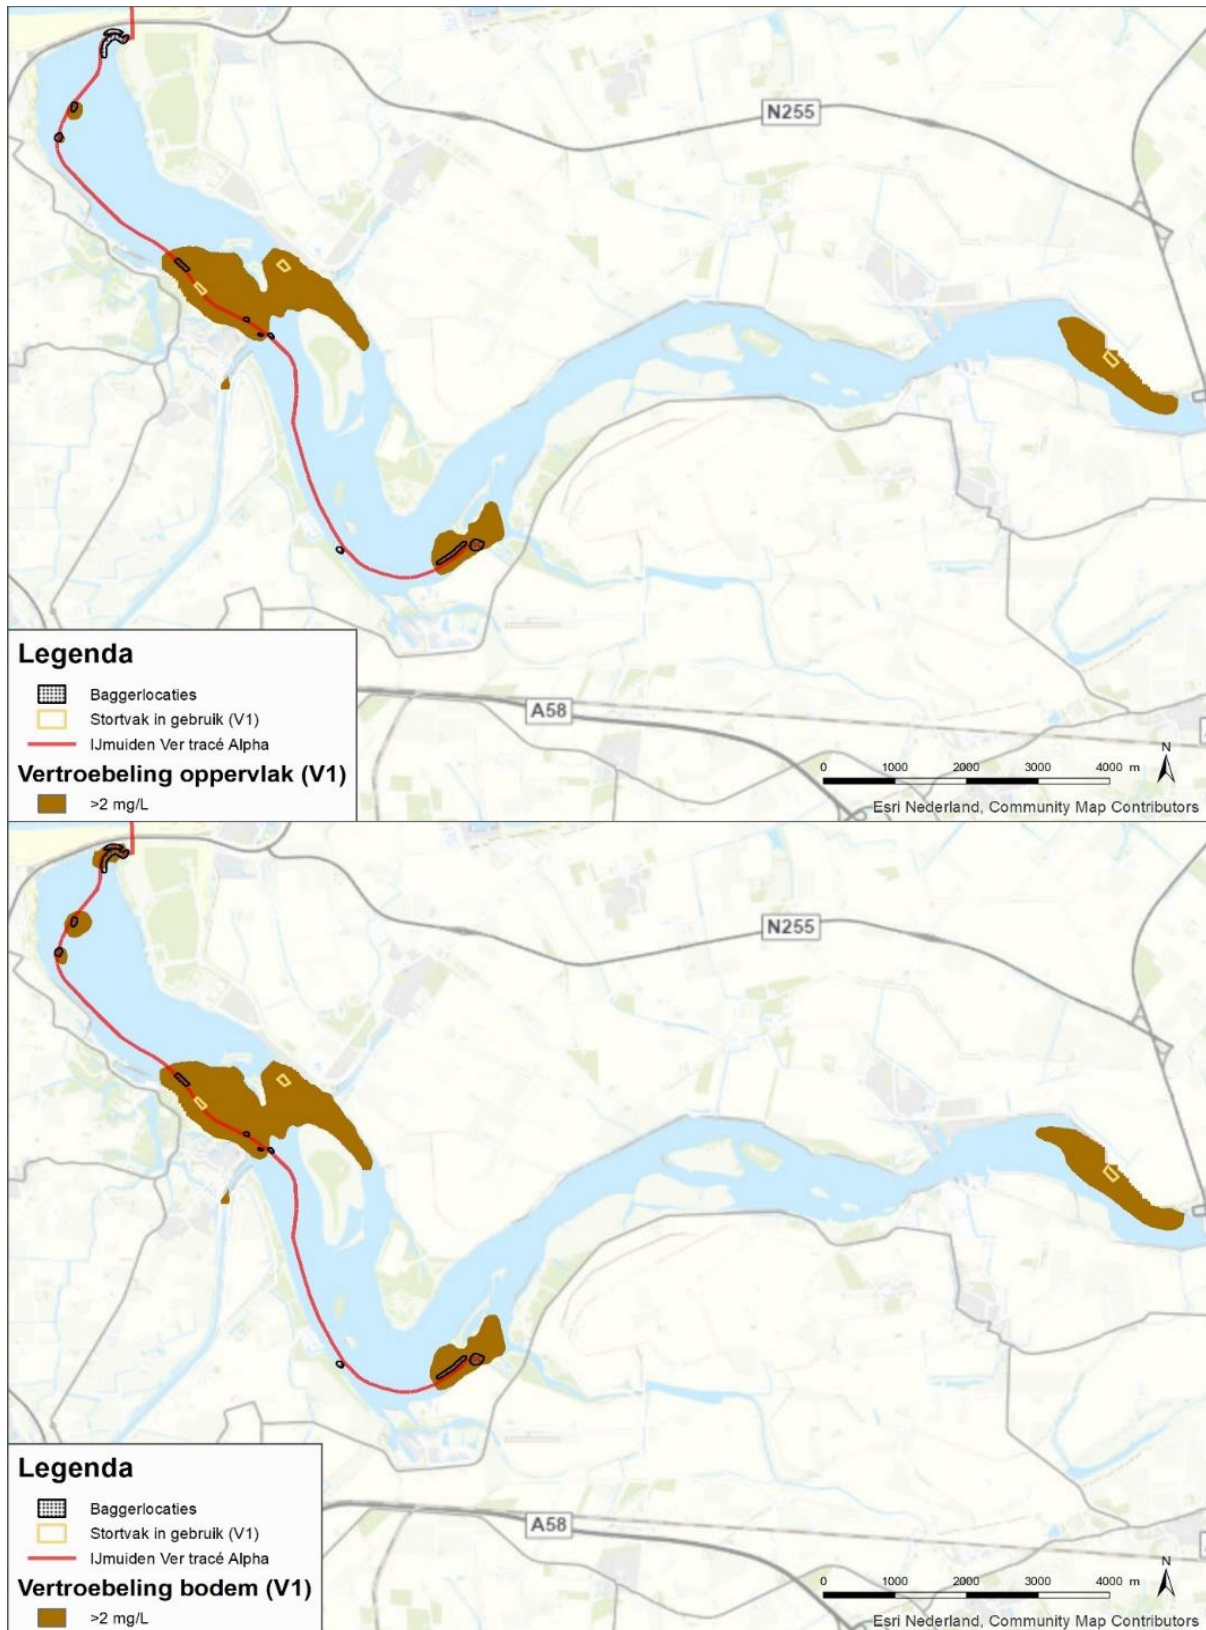 N255
A58
Legenda
Baggerlocaties
Stortvak in gebruik (V1)
IJmuiden Ver tracé Alpha
Vertroebeling oppervlak (V1)
>2 mg/L
N
0 1000 2000 3000 4000 m
Esri Nederland, Community Map Contributors
N255
A58
Legenda
Baggerlocaties
Stortvak in gebruik (V1)
IJmuiden Ver tracé Alpha
Vertroebeling bodem (V1)
>2 mg/L
N
0 1000 2000 3000 4000 m
Esri Nederland, Community Map Contributors